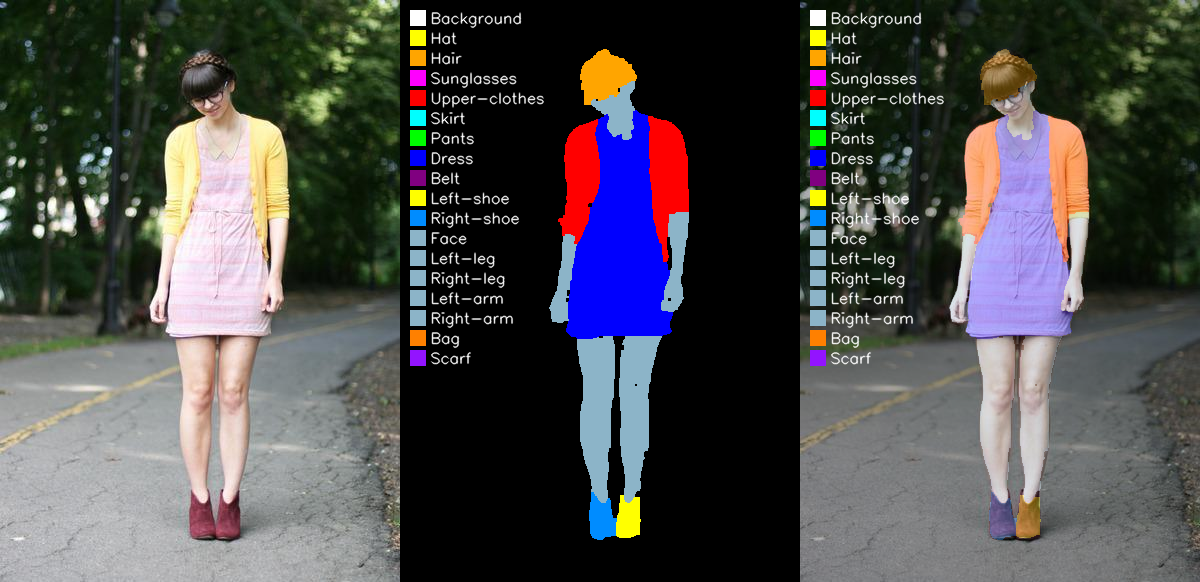 Background
Hat
Hair
Sunglasses
Upper-clothes
Skirt
Pants
Dress
Belt
Left-shoe
Right-shoe
Face
Left-leg
Right-leg
Left-arm
Right-arm
Bag
Scarf
Background
Hat
Hair
Sunglasses
Upper-clothes
Skirt
Pants
Dress
Belt
Left-shoe
Right-shoe
Face
Left-leg
Right-leg
Left-arm
Right-arm
Bag
Scarf